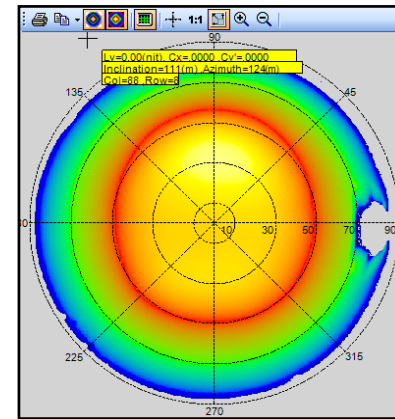 1:1
90
Lv=0.00(nit), Cx=.0000, Cy=.0000
Inclination=111(m), Azimuth=124(m)
Col=88, Row=8
135
45
10 30 50 70 90
225
315
270